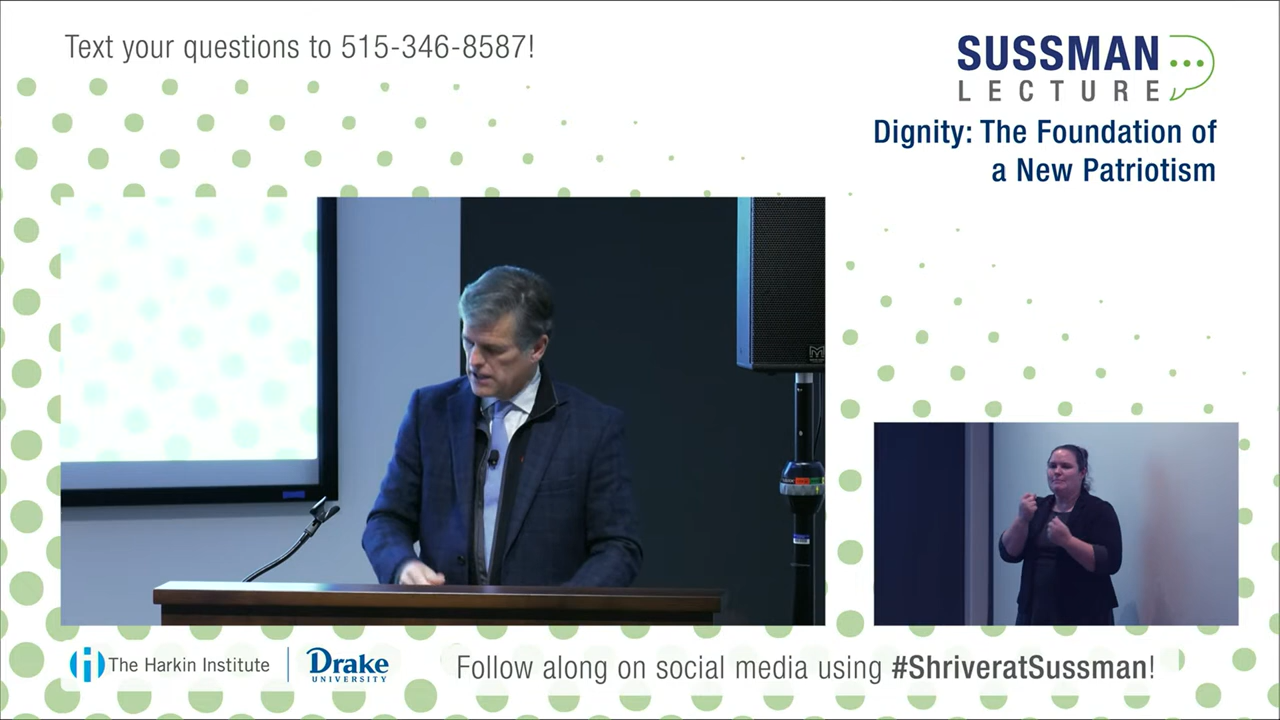 Text your questions to 515-346-8587!
SUSSMAN
LECTURE
Dignity: The Foundation of
a New Patriotism
The Harkin Institute
Drake
UNIVERSITY
Follow along on social media using #ShriveratSussman!